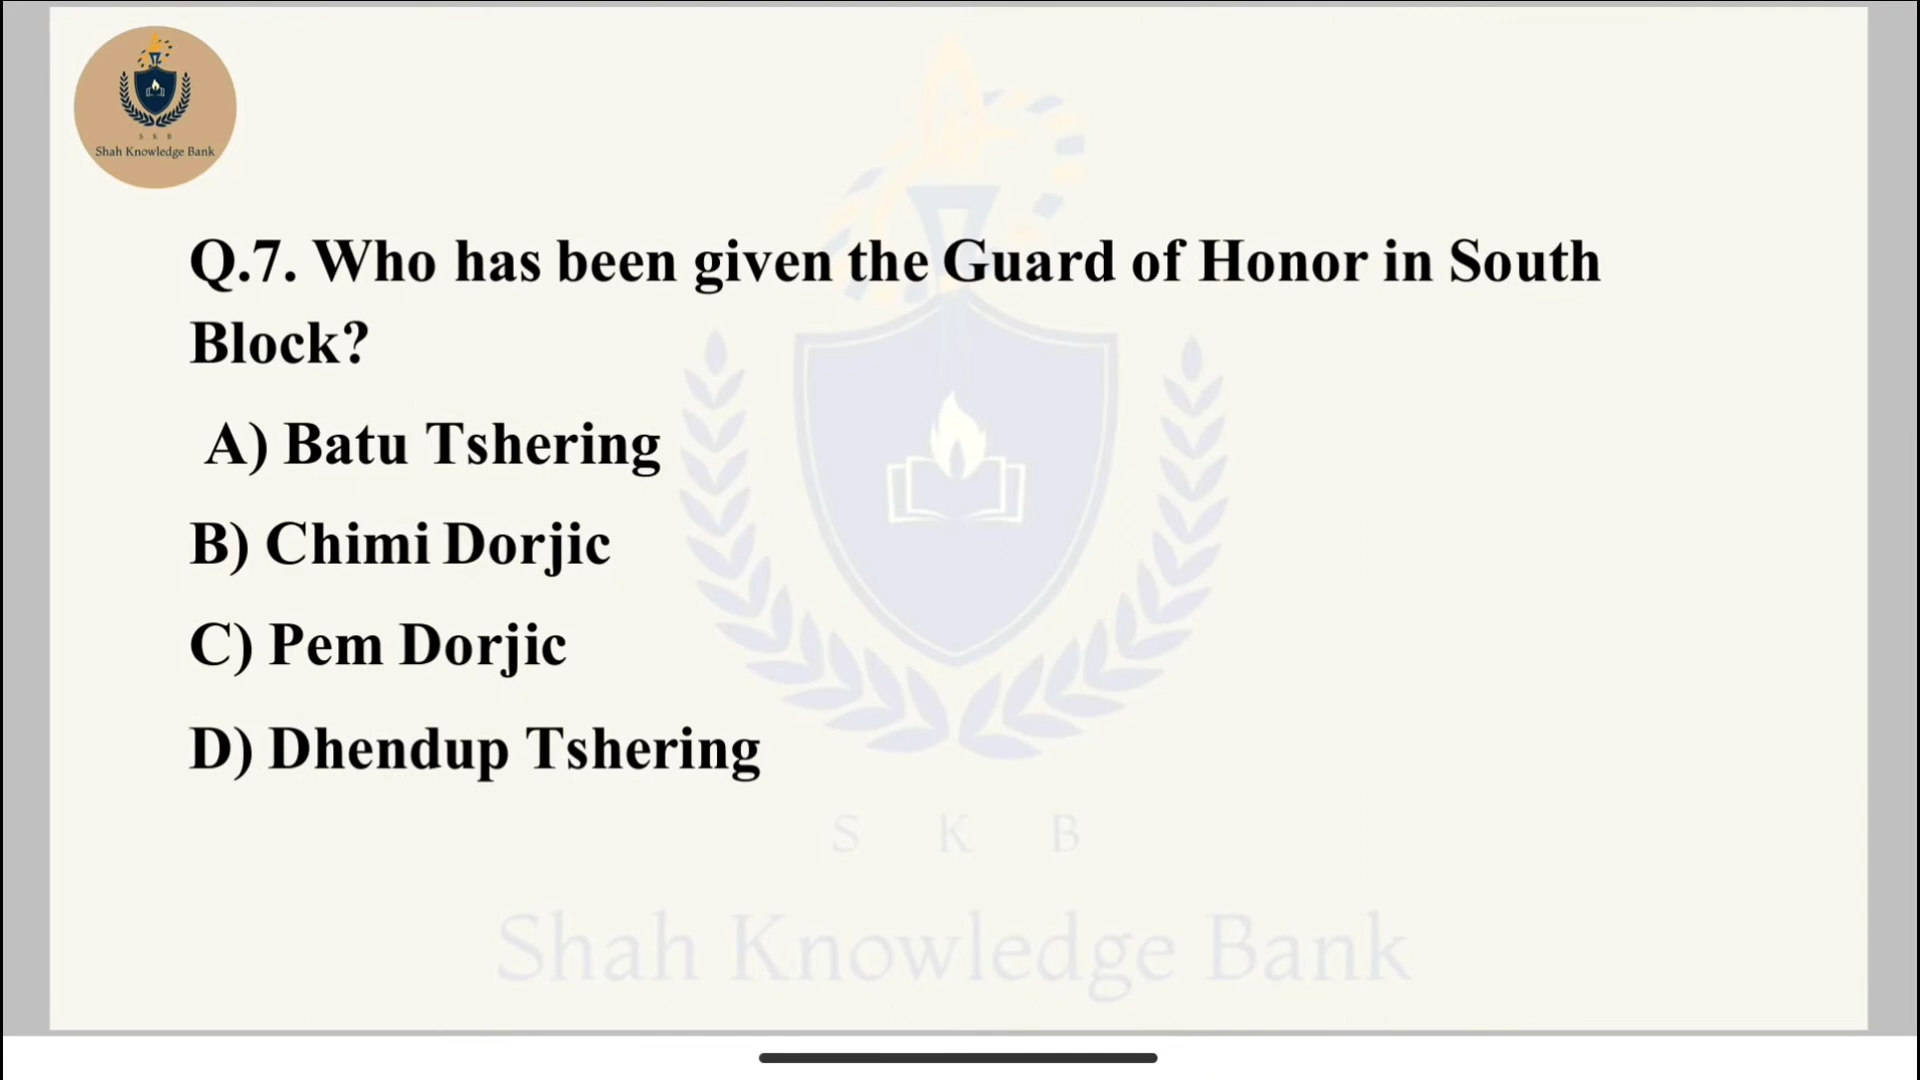 S K B
Shah Knowledge Bank
Q.7. Who has been given the Guard of Honor in South
Block?
A) Batu Tshering
B) Chimi Dorjic
C) Pem Dorjic
D) Dhendup Tshering
S K B
Shah Knowledge Bank